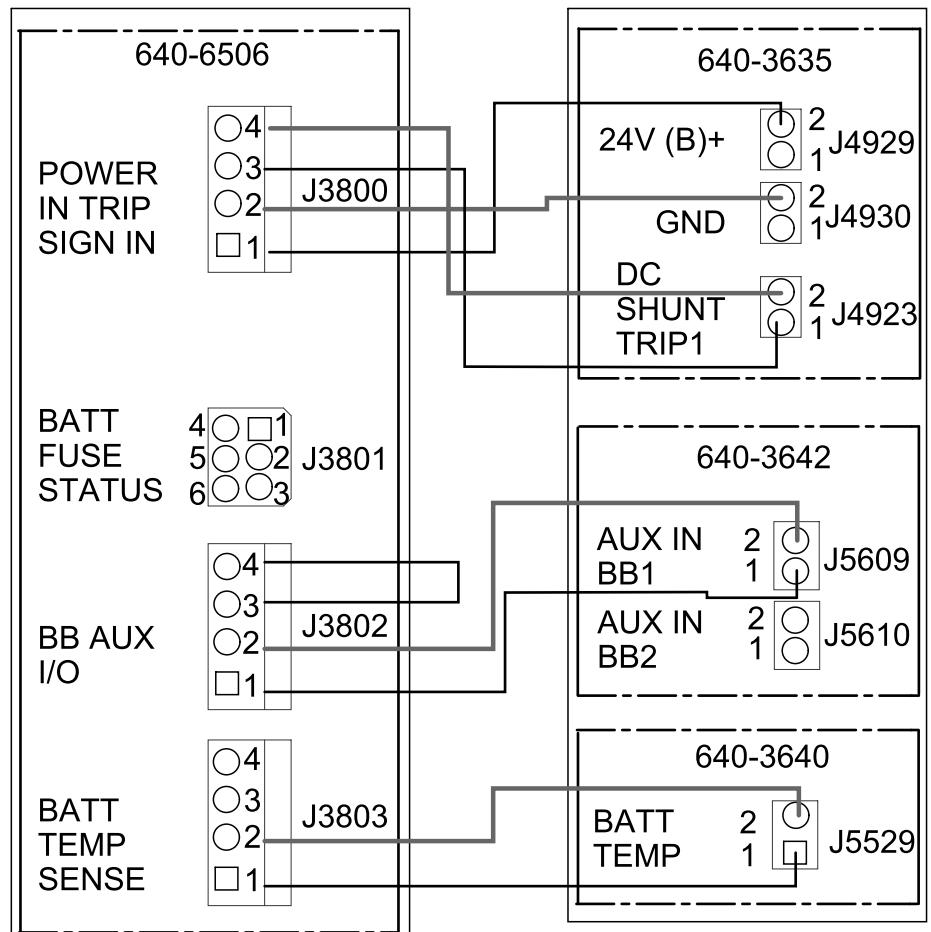 640-6506
POWER
IN TRIP
SIGN IN
4
3
2
1
J3800
BATT
FUSE
STATUS
4
5
6
1
2
3
J3801
BB AUX
I/O
4
3
2
1
J3802
BATT
TEMP
SENSE
4
3
2
1
J3803
640-3635
24V (B)+
2
1
J4929
GND
2
1
J4930
DC
SHUNT
TRIP1
2
1
J4923
640-3642
AUX IN
BB1
2
1
J5609
AUX IN
BB2
2
1
J5610
640-3640
BATT
TEMP
2
1
J5529